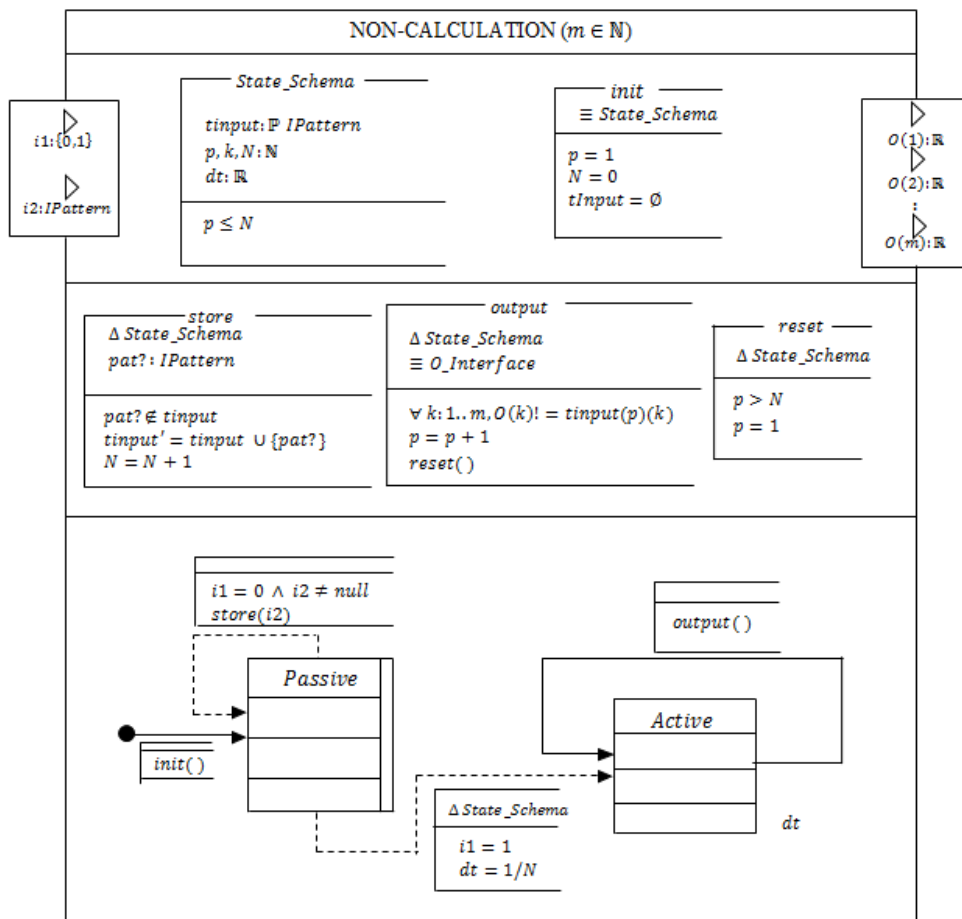 NON-CALCULATION (m ∈ ℕ)
i1:{0,1}
i2:IPattern
State_Schema
tinput: ℙ IPattern
p, k, N: ℕ
dt: ℝ
p ≤ N
init
≡ State_Schema
p = 1
N = 0
tInput = ∅
O(1): ℝ
O(2): ℝ
:
O(m): ℝ
store
Δ State_Schema
pat? : IPattern
pat? ∉ tinput
tinput′ = tinput ∪ {pat?}
N = N + 1
output
Δ State_Schema
≡ O_Interface
∀ k: 1.. m, O(k)! = tinput(p)(k)
p = p + 1
reset( )
reset
Δ State_Schema
p > N
p = 1
i1 = 0 ∧ i2 ≠ null
store(i2)
Passive
init( )
output( )
Active
dt
Δ State_Schema
i1 = 1
dt = 1/N